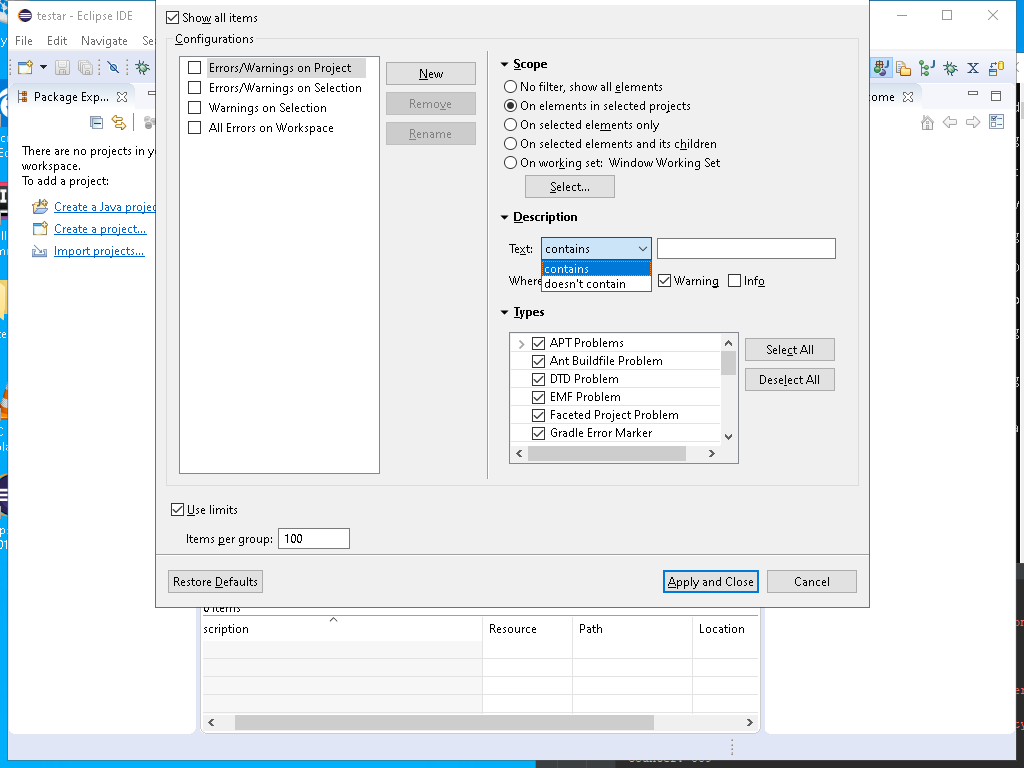 testar - Eclipse IDE
File Edit Navigate
Package Exp...
There are no projects in
workspace.
To add a project:
Create a Java
Create a project...
Import projects...
Show all items
Configurations
Errors/Warnings on Project
Errors/Warnings on Selection
Warnings on Selection
All Errors on Workspace
New
Remove
Rename
Scope
No filter, show all elements
On elements in selected projects
On selected elements only
On selected elements and its children
On working set: Window Working Set
Select...
Description
Text: contains
contains
doesn't contain
Where
Warning
Info
Types
APT Problems
Ant Buildfile Problem
DTD Problem
EMF Problem
Faceted Project Problem
Gradle Error Marker
Select All
Deselect All
Use limits
Items per group: 100
Restore Defaults
Apply and Close
Cancel
0 items
scription Resource Path Location